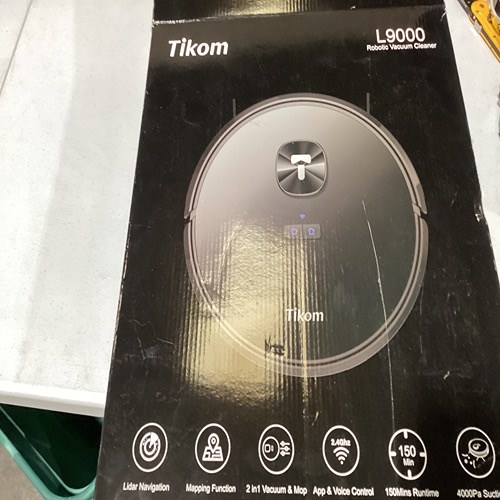 Tikom
L9000
Robotic Vacuum Cleaner
Tikom
2.4Ghz
150
Min
Lidar Navigation
Mapping Function
2 in1 Vacuum & Mop
App & Voice Control
150Mins Runtime
4000Pa